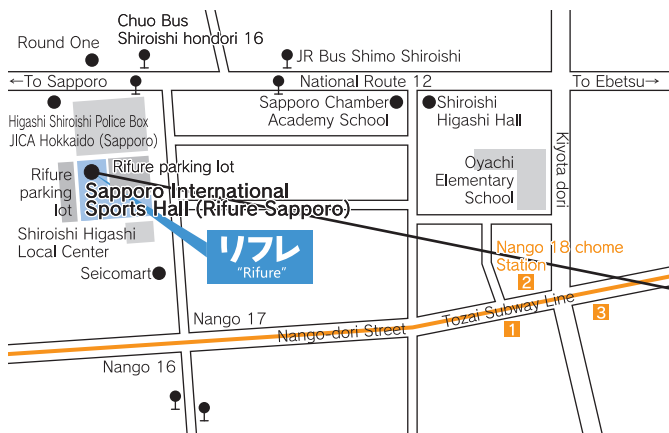 Chuo Bus
Shiroishi hondori 16
Round One
JR Bus Shimo Shiroishi
←To Sapporo
National Route 12
To Ebetsu→
Higashi Shiroishi Police Box
JICA Hokkaido (Sapporo)
Sapporo Chamber
Academy School
Shiroishi
Higashi Hall
Kiyota dori
Rifure
parking
lot
Rifure parking lot
Oyachi
Elementary
School
Sapporo International
Sports Hall (Rifure Sapporo)
Shiroishi Higashi
Local Center
リフレ
"Rifure"
Seicomart
Nango 18 chome
Station
2
Nango 17
Nango-dori Street
Tozai Subway Line
1
3
Nango 16